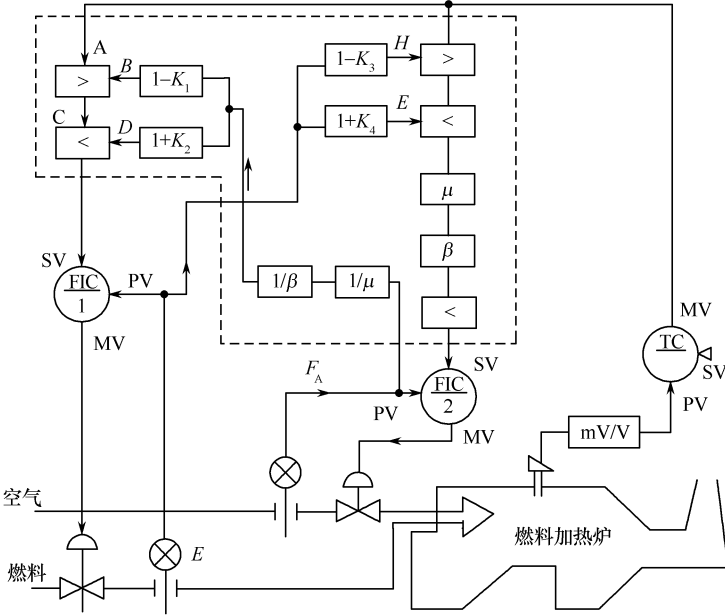 A
B
1−K₁
1−K₃
H
>
>
C
D
1+K₂
1+K₄
E
<
<
μ
β
SV
FIC
1
PV
1/β
1/μ
<
MV
MV
TC
SV
PV
F_A
SV
FIC
2
PV
MV
mV/V
空气
燃料加热炉
燃料
E